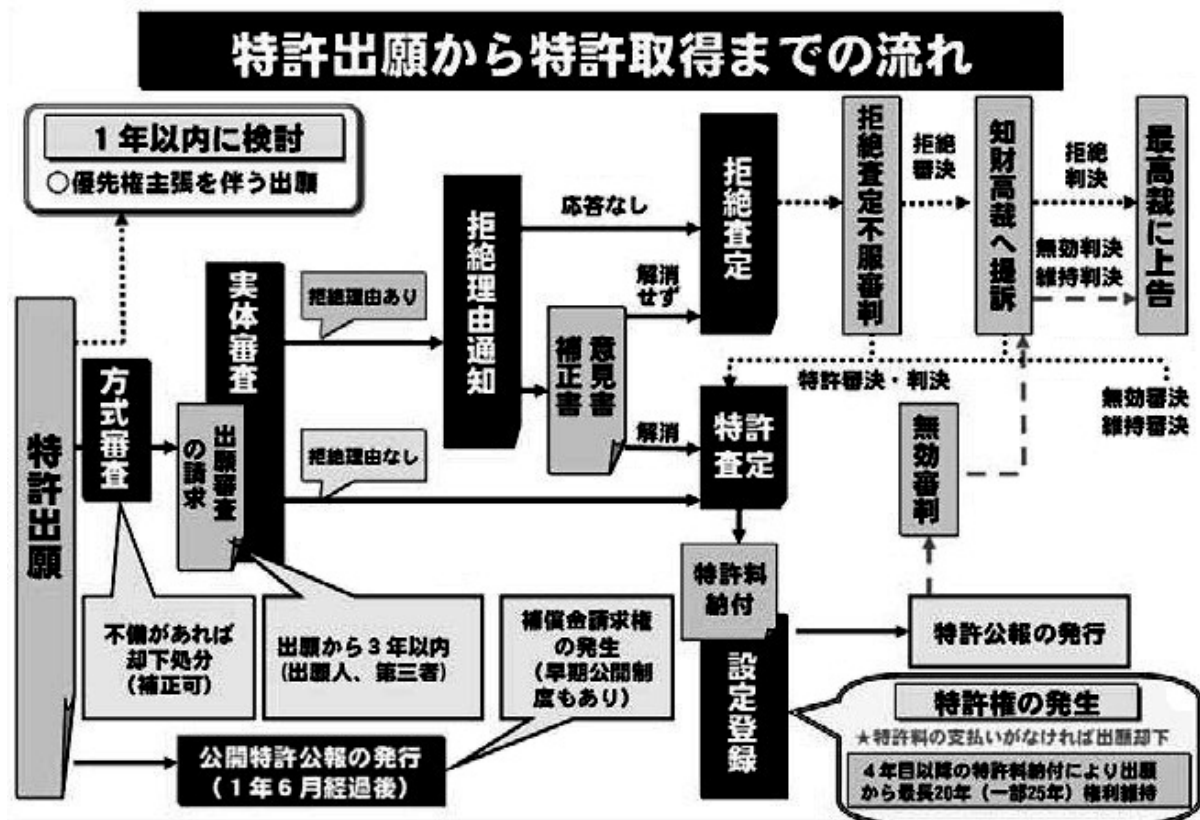 特許出願から特許取得までの流れ
1年以内に検討
○優先権主張を伴う出願
特許出願
方式審査
不備があれば
却下処分
(補正可)
出願審査
の請求
出願から3年以内
(出願人、第三者)
実体審査
拒絶理由あり
拒絶理由なし
拒絶理由通知
応答なし
意見書
補正書
解消
せず
解消
拒絶査定
拒絶査定不服審判
拒絶
審決
知財高裁へ提訴
拒絶
判決
無効判決
維持判決
最高裁に上告
特許審決・判決
無効審決
維持審決
特許
査定
無効審判
特許料
納付
設定登録
特許公報の発行
特許権の発生
★特許料の支払いがなければ出願却下
4年目以降の特許料納付により出願
から最長20年(一部25年)権利維持
公開特許公報の発行
(1年6月経過後)
補償金請求権
の発生
(早期公開制
度もあり)